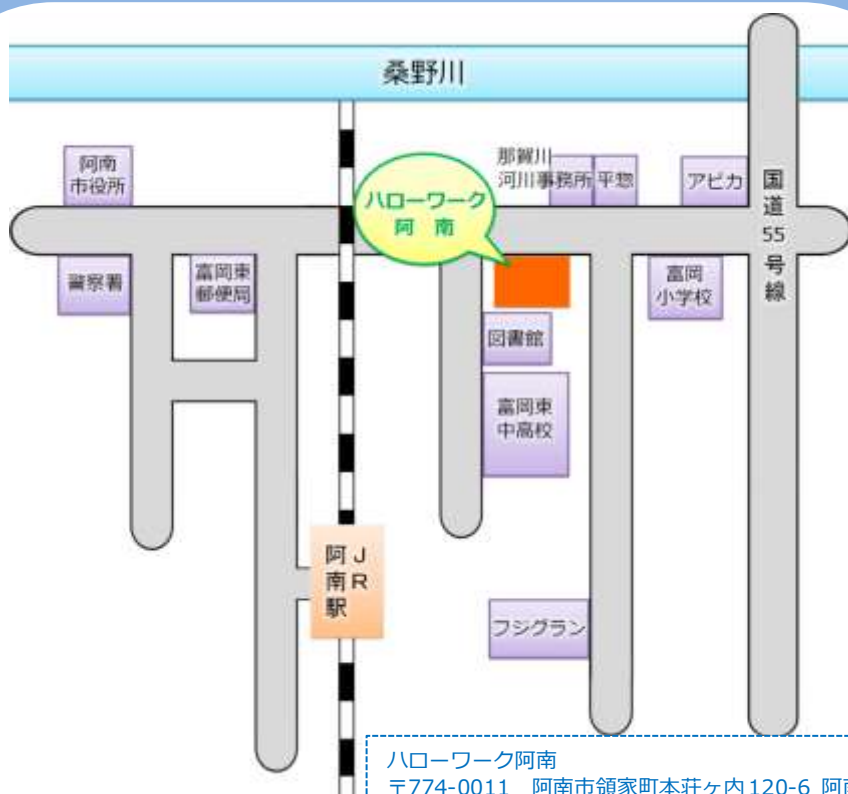 桑野川
阿南
市役所
ハローワーク
阿 南
那賀川
河川事務所
平惣
アピカ
国道55号線
警察署
富岡東
郵便局
富岡
小学校
図書館
富岡東
中高校
JR
阿南駅
フジグラン
ハローワーク阿南
〒774-0011 阿南市領家町本荘ヶ内120-6